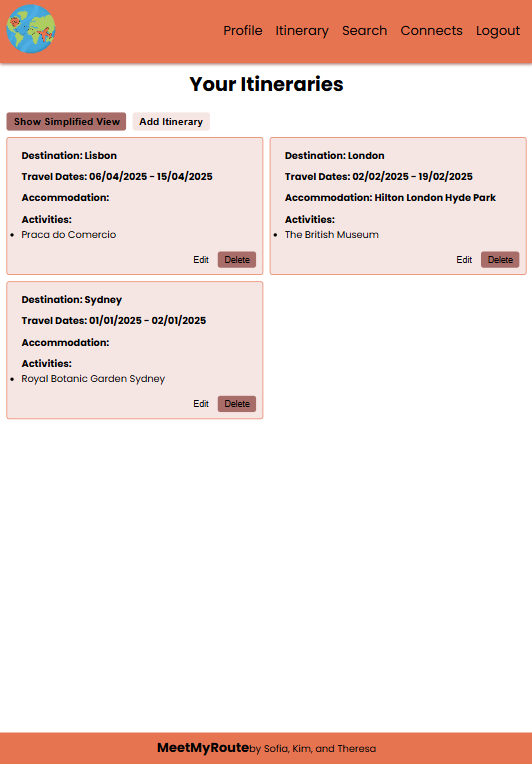 Profile Itinerary Search Connects Logout
Your Itineraries
Show Simplified View Add Itinerary
Destination: Lisbon
Travel Dates: 06/04/2025 - 15/04/2025
Accommodation:
Activities:
• Praca do Comercio
Edit Delete
Destination: London
Travel Dates: 02/02/2025 - 19/02/2025
Accommodation: Hilton London Hyde Park
Activities:
• The British Museum
Edit Delete
Destination: Sydney
Travel Dates: 01/01/2025 - 02/01/2025
Accommodation:
Activities:
• Royal Botanic Garden Sydney
Edit Delete
MeetMyRoute by Sofia, Kim, and Theresa